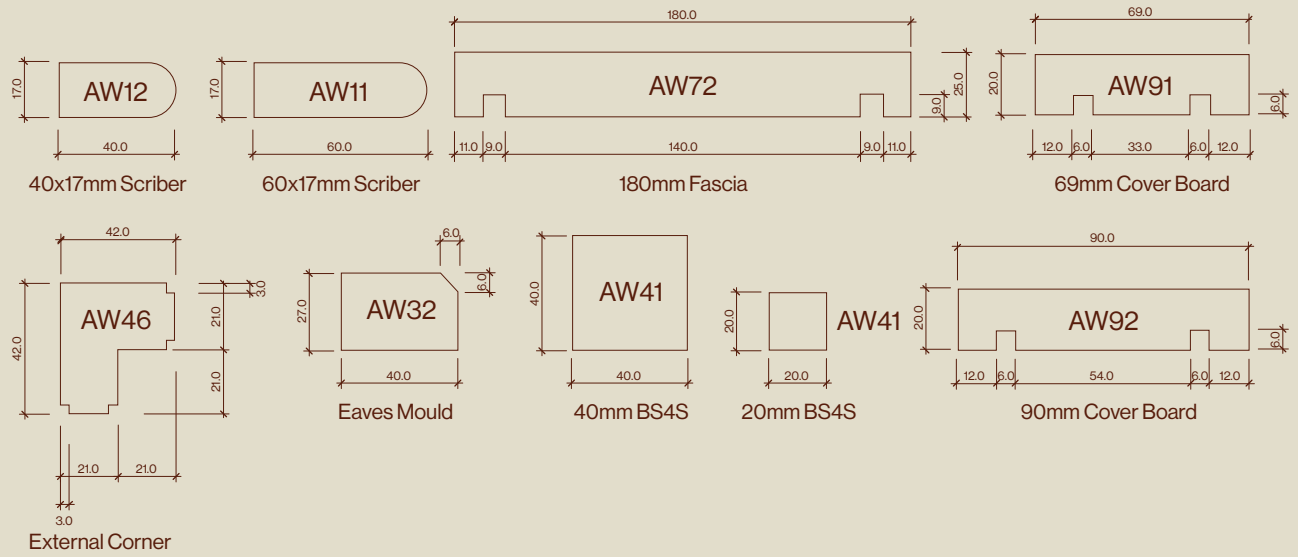 180.0
69.0
17.0
AW12
17.0
AW11
AW72
25.0
9.0
20.0
AW91
6.0
40.0
60.0
11.0
9.0
140.0
9.0
11.0
12.0
6.0
33.0
6.0
12.0
40x17mm Scriber
60x17mm Scriber
180mm Fascia
69mm Cover Board
42.0
3.0
42.0
AW46
21.0
21.0
21.0
21.0
3.0
External Corner
6.0
6.0
27.0
AW32
40.0
Eaves Mould
40.0
AW41
40.0
40mm BS4S
20.0
AW41
20.0
20mm BS4S
90.0
20.0
AW92
6.0
12.0
6.0
54.0
6.0
12.0
90mm Cover Board